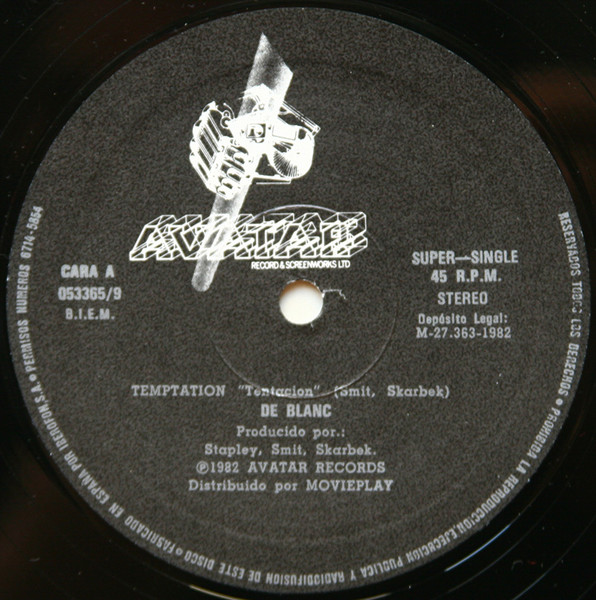 AVATAR
RECORD & SCREENWORKS LTD
CARA A
053365/9
B.I.E.M.
SUPER—SINGLE
45 R.P.M.
STEREO
Depósito Legal:
M-27.363-1982
TEMPTATION "Tentacion" (Smit, Skarbek)
DE BLANC
Producido por.:
Stapley, Smit, Skarbek.
℗1982 AVATAR RECORDS
Distribuido por MOVIEPLAY
RESERVADOS TODOS LOS DERECHOS • PROHIBIDA LA REPRODUCCION, EJECUCION PUBLICA Y RADIODIFUSION DE ESTE DISCO • FABRICADO EN ESPAÑA POR IBEROFON, S.A. • PERMISOS NUMEROS 6714-5864